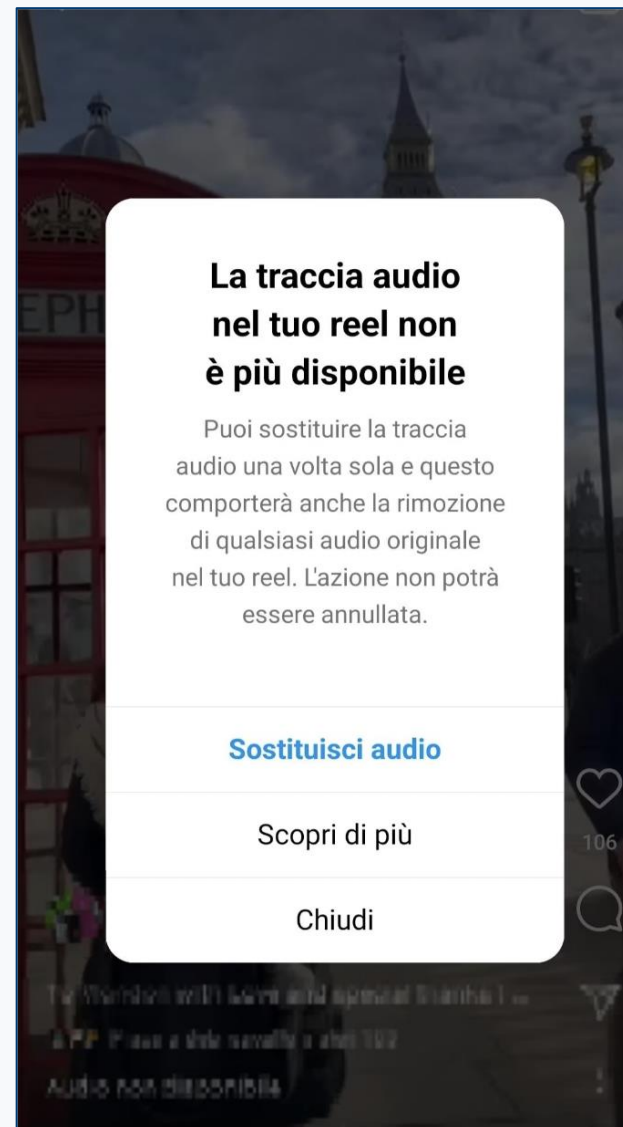 EPH
La traccia audio
nel tuo reel non
è più disponibile
Puoi sostituire la traccia
audio una volta sola e questo
comporterà anche la rimozione
di qualsiasi audio originale
nel tuo reel. L'azione non potrà
essere annullata.
Sostituisci audio
106
Scopri di più
Chiudi
Audio non disponibile